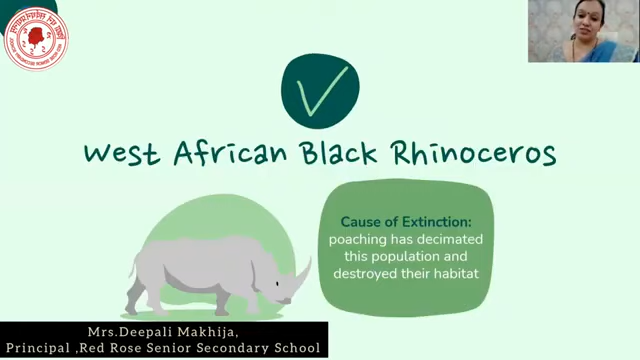 West African Black Rhinoceros
Cause of Extinction:
poaching has decimated
this population and
destroyed their habitat
Mrs.Deepali Makhija,
Principal ,Red Rose Senior Secondary School